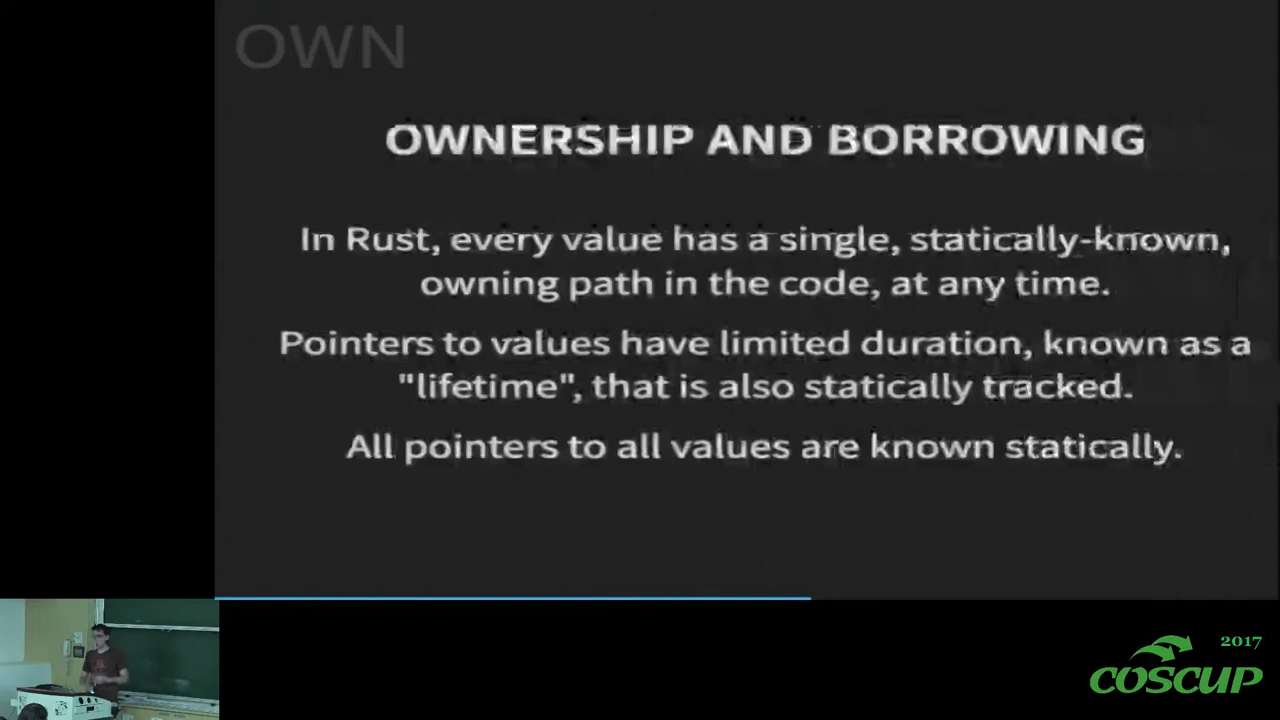 OWN
OWNERSHIP AND BORROWING
In Rust, every value has a single, statically-known,
owning path in the code, at any time.
Pointers to values have limited duration, known as a
"lifetime", that is also statically tracked.
All pointers to all values are known statically.
2017
COSCUP